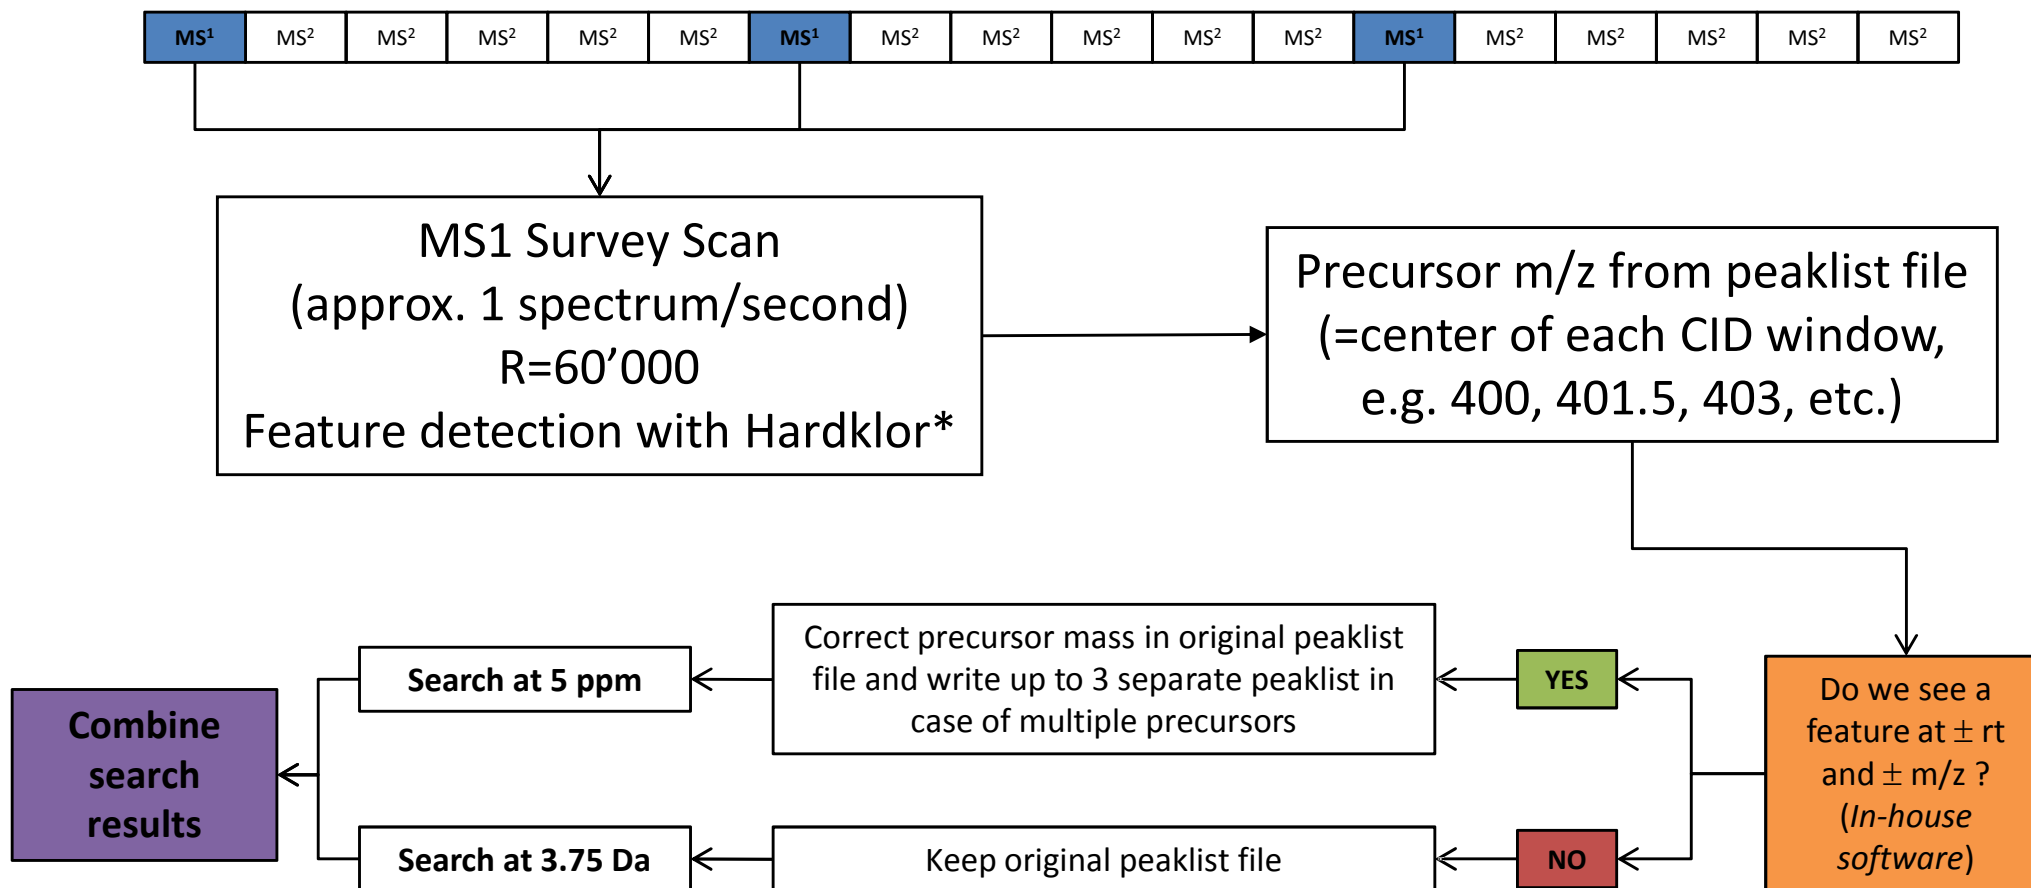 MS¹ MS² MS² MS² MS² MS² MS¹ MS² MS² MS² MS² MS² MS¹ MS² MS² MS² MS² MS²
MS1 Survey Scan
(approx. 1 spectrum/second)
R=60’000
Feature detection with Hardklor*
Precursor m/z from peaklist file
(=center of each CID window,
e.g. 400, 401.5, 403, etc.)
Do we see a
feature at ± rt
and ± m/z ?
(In-house
software)
YES
Correct precursor mass in original peaklist
file and write up to 3 separate peaklist in
case of multiple precursors
Search at 5 ppm
NO
Keep original peaklist file
Search at 3.75 Da
Combine
search
results